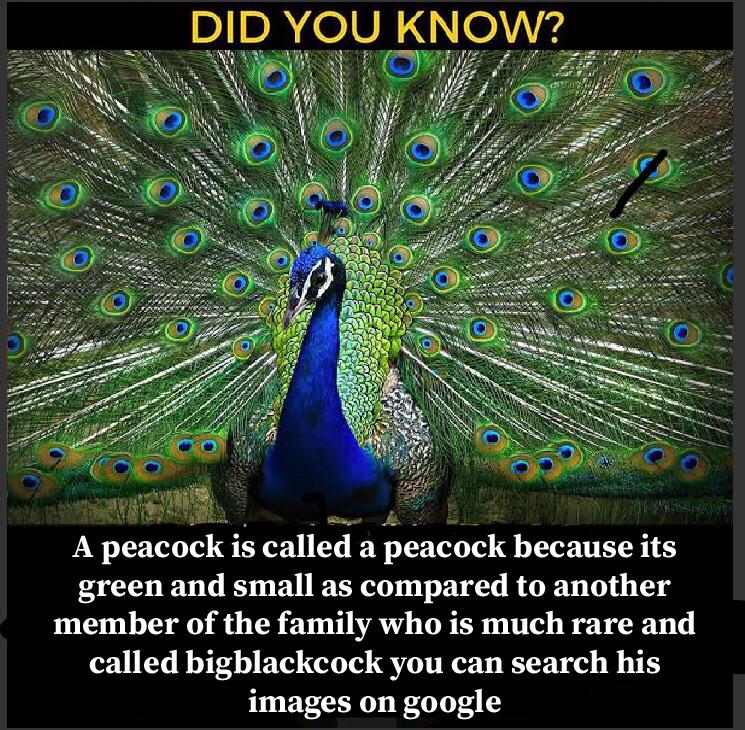 DID YOU KNOW?
A peacock is called a peacock because its
green and small as compared to another
member of the family who is much rare and
called bigblackcock you can search his
images on google